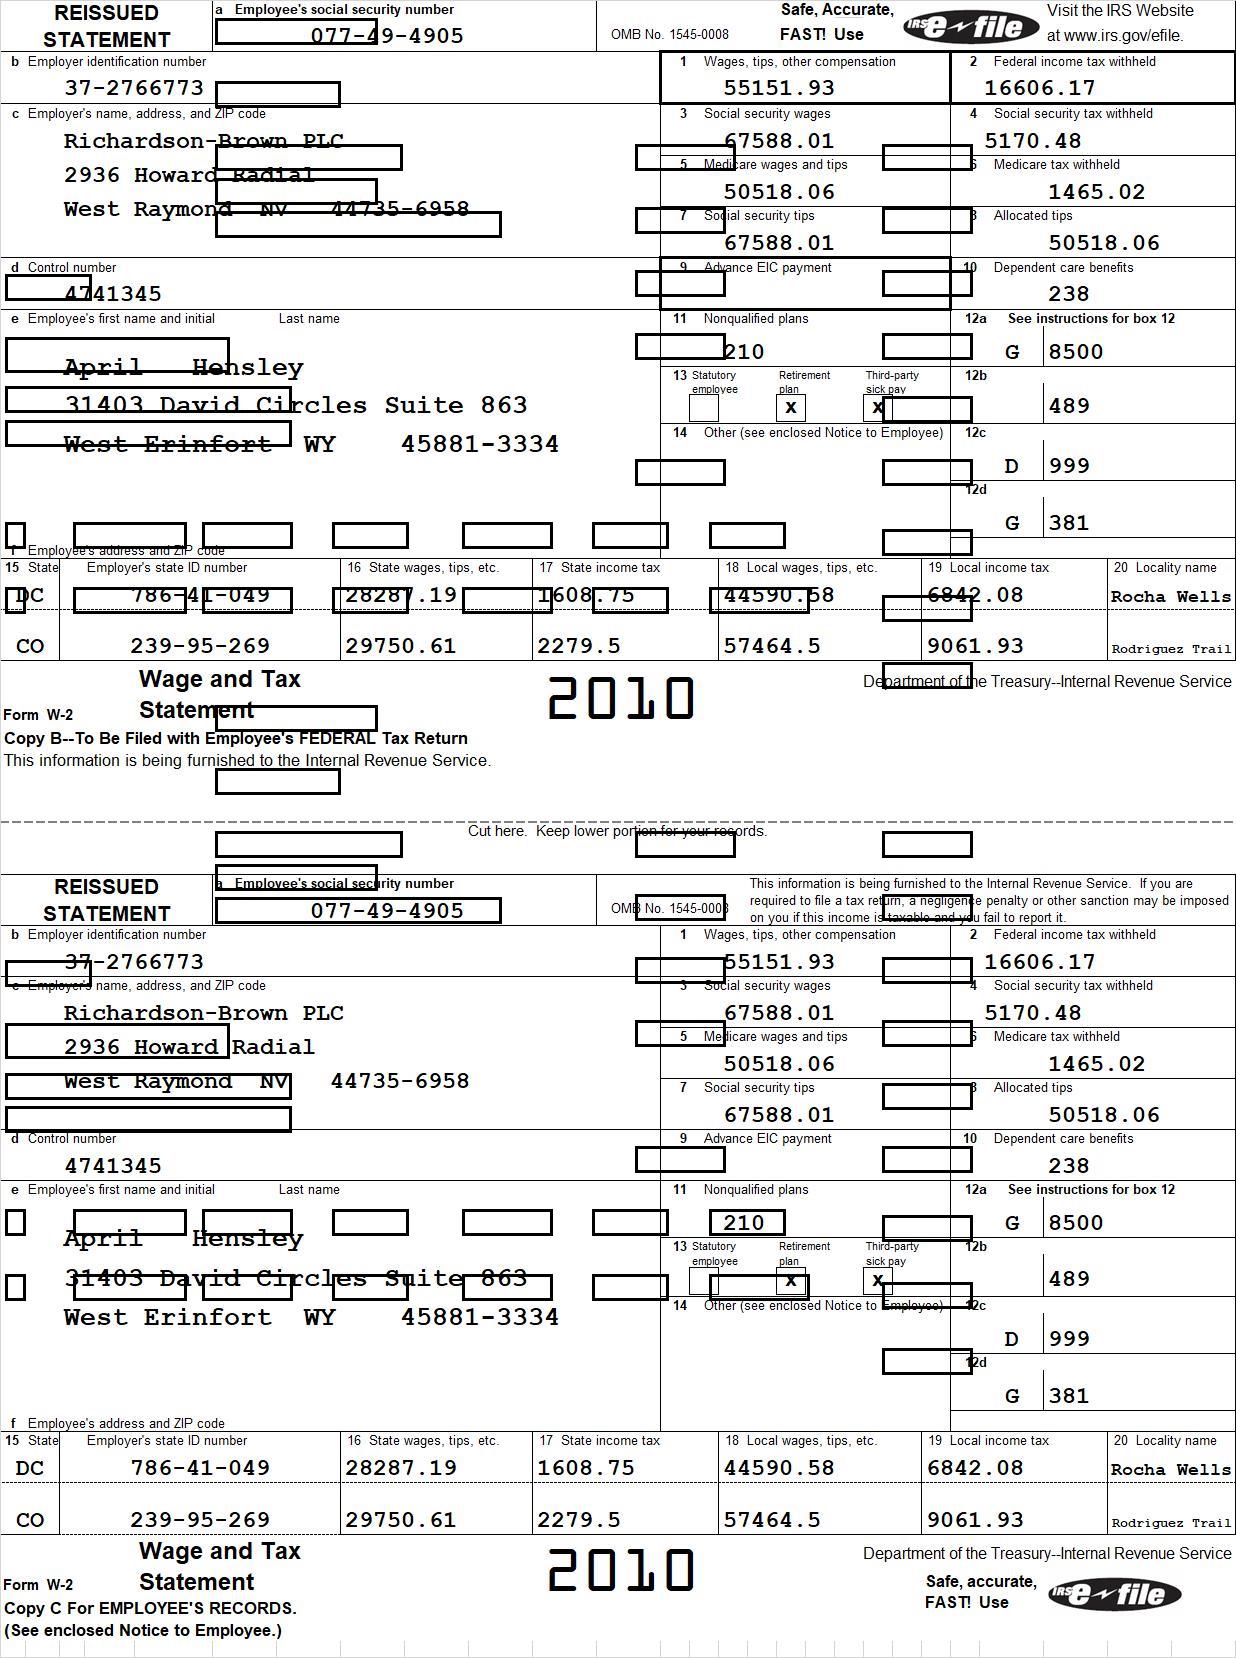 REISSUED
STATEMENT
a Employee's social security number
077-49-4905
OMB No. 1545-0008
Safe, Accurate,
FAST! Use
IRS e-file
Visit the IRS Website
at www.irs.gov/efile.
b Employer identification number
37-2766773
1 Wages, tips, other compensation
55151.93
2 Federal income tax withheld
16606.17
c Employer's name, address, and ZIP code
Richardson-Brown PLC
2936 Howard Radial
West Raymond NV 44735-6958
3 Social security wages
67588.01
4 Social security tax withheld
5170.48
5 Medicare wages and tips
50518.06
6 Medicare tax withheld
1465.02
7 Social security tips
67588.01
8 Allocated tips
50518.06
d Control number
4741345
9 Advance EIC payment
10 Dependent care benefits
238
e Employee's first name and initial Last name
April Hensley
31403 David Circles Suite 863
West Erinfort WY 45881-3334
11 Nonqualified plans
210
12a See instructions for box 12
G 8500
13 Statutory employee
Retirement plan
X
Third-party sick pay
X
12b
489
14 Other (see enclosed Notice to Employee)
12c
D 999
12d
G 381
f Employee's address and ZIP code
15 State Employer's state ID number 16 State wages, tips, etc. 17 State income tax 18 Local wages, tips, etc. 19 Local income tax 20 Locality name
DC 786-41-049 28287.19 1608.75 44590.58 6842.08 Rocha Wells
CO 239-95-269 29750.61 2279.5 57464.5 9061.93 Rodriguez Trail
Wage and Tax
Statement
Form W-2
2010
Department of the Treasury--Internal Revenue Service
Copy B--To Be Filed with Employee's FEDERAL Tax Return
This information is being furnished to the Internal Revenue Service.
Cut here. Keep lower portion for your records.
REISSUED
STATEMENT
a Employee's social security number
077-49-4905
OMB No. 1545-0008
This information is being furnished to the Internal Revenue Service. If you are
required to file a tax return, a negligence penalty or other sanction may be imposed
on you if this income is taxable and you fail to report it.
b Employer identification number
37-2766773
1 Wages, tips, other compensation
55151.93
2 Federal income tax withheld
16606.17
c Employer's name, address, and ZIP code
Richardson-Brown PLC
2936 Howard Radial
West Raymond NV 44735-6958
3 Social security wages
67588.01
4 Social security tax withheld
5170.48
5 Medicare wages and tips
50518.06
6 Medicare tax withheld
1465.02
7 Social security tips
67588.01
8 Allocated tips
50518.06
d Control number
4741345
9 Advance EIC payment
10 Dependent care benefits
238
e Employee's first name and initial Last name
April Hensley
31403 David Circles Suite 863
West Erinfort WY 45881-3334
11 Nonqualified plans
210
12a See instructions for box 12
G 8500
13 Statutory employee
Retirement plan
X
Third-party sick pay
X
12b
489
14 Other (see enclosed Notice to Employee)
12c
D 999
12d
G 381
f Employee's address and ZIP code
15 State Employer's state ID number 16 State wages, tips, etc. 17 State income tax 18 Local wages, tips, etc. 19 Local income tax 20 Locality name
DC 786-41-049 28287.19 1608.75 44590.58 6842.08 Rocha Wells
CO 239-95-269 29750.61 2279.5 57464.5 9061.93 Rodriguez Trail
Wage and Tax
Statement
Form W-2
2010
Department of the Treasury--Internal Revenue Service
Safe, accurate,
FAST! Use
IRS e-file
Copy C For EMPLOYEE'S RECORDS.
(See enclosed Notice to Employee.)